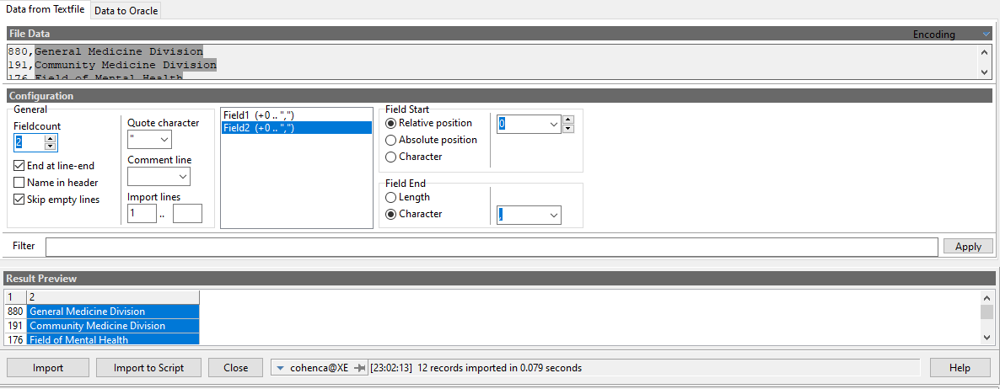 Data from Textfile Data to Oracle
File Data Encoding
880,General Medicine Division
191,Community Medicine Division
176,Field of Mental Health
Configuration
General
Fieldcount
2
End at line-end
Name in header
Skip empty lines
Quote character
"
Comment line
Import lines
1 ..
Field1 (+0 .. ",")
Field2 (+0 .. ",")
Field Start
Relative position 0
Absolute position
Character
Field End
Length
Character ,
Filter Apply
Result Preview
1 2
880 General Medicine Division
191 Community Medicine Division
176 Field of Mental Health
Import Import to Script Close cohenca@XE [23:02:13] 12 records imported in 0.079 seconds Help